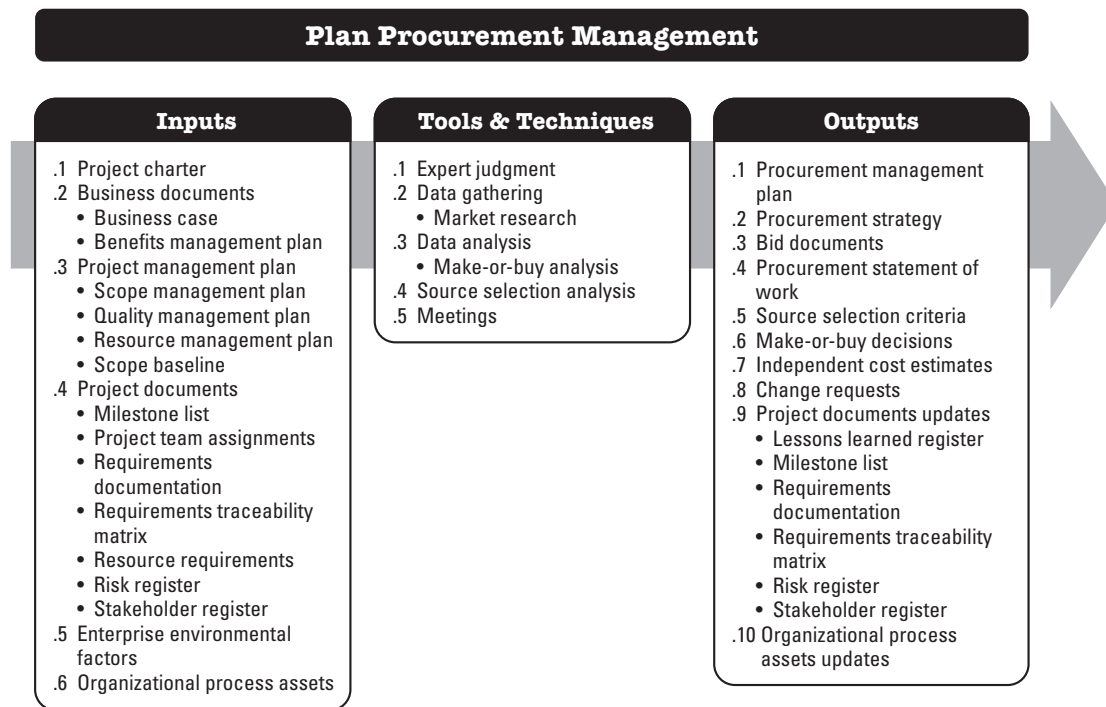 Plan Procurement Management
Inputs
.1 Project charter
.2 Business documents
• Business case
• Benefits management plan
.3 Project management plan
• Scope management plan
• Quality management plan
• Resource management plan
• Scope baseline
.4 Project documents
• Milestone list
• Project team assignments
• Requirements
documentation
• Requirements traceability
matrix
• Resource requirements
• Risk register
• Stakeholder register
.5 Enterprise environmental
factors
.6 Organizational process assets
Tools & Techniques
.1 Expert judgment
.2 Data gathering
• Market research
.3 Data analysis
• Make-or-buy analysis
.4 Source selection analysis
.5 Meetings
Outputs
.1 Procurement management
plan
.2 Procurement strategy
.3 Bid documents
.4 Procurement statement of
work
.5 Source selection criteria
.6 Make-or-buy decisions
.7 Independent cost estimates
.8 Change requests
.9 Project documents updates
• Lessons learned register
• Milestone list
• Requirements
documentation
• Requirements traceability
matrix
• Risk register
• Stakeholder register
.10 Organizational process
assets updates